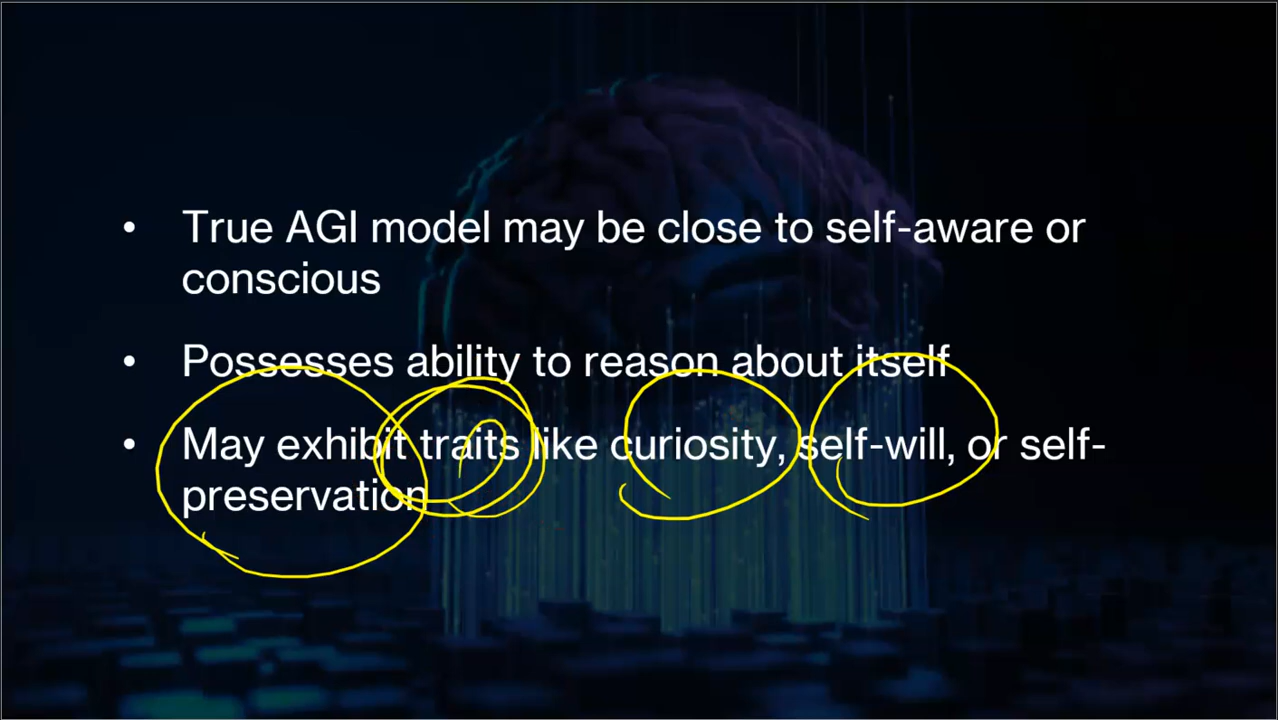 • True AGI model may be close to self-aware or
conscious
• Possesses ability to reason about itself
• May exhibit traits like curiosity, self-will, or self-
preservation